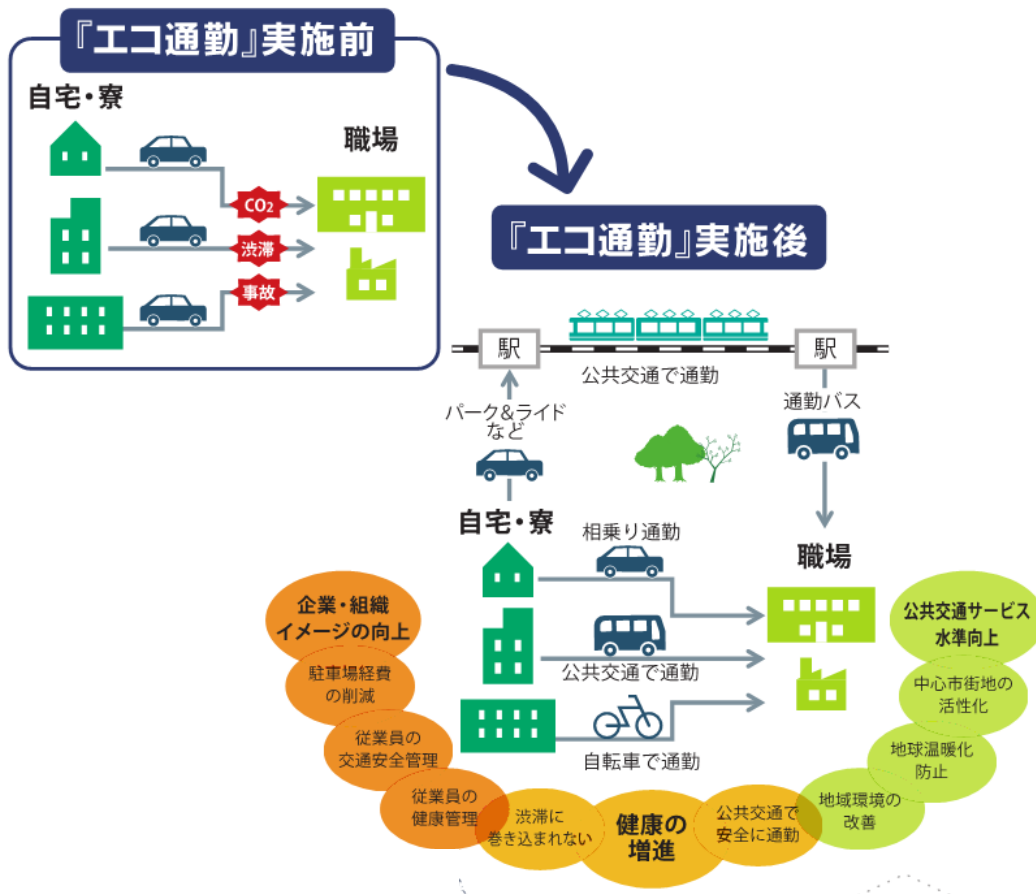 『エコ通勤』実施前
自宅・寮
職場
CO₂
渋滞
事故
『エコ通勤』実施後
駅
駅
公共交通で通勤
パーク&ライド
など
通勤バス
自宅・寮
相乗り通勤
職場
公共交通で通勤
自転車で通勤
企業・組織
イメージの向上
駐車場経費
の削減
従業員の
交通安全管理
従業員の
健康管理
渋滞に
巻き込まれない
健康の
増進
公共交通で
安全に通勤
地域環境の
改善
地球温暖化
防止
中心市街地の
活性化
公共交通サービス
水準向上